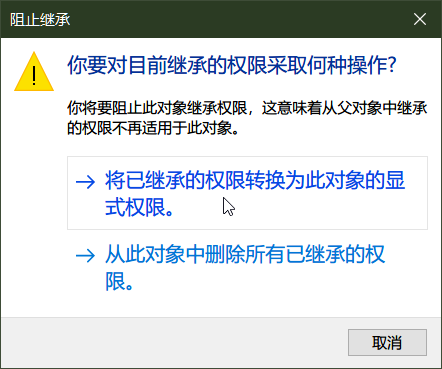 阻止继承
你要对目前继承的权限采取何种操作?
你将要阻止此对象继承权限，这意味着从父对象中继承
的权限不再适用于此对象。
将已继承的权限转换为此对象的显
式权限。
从此对象中删除所有已继承的权
限。
取消